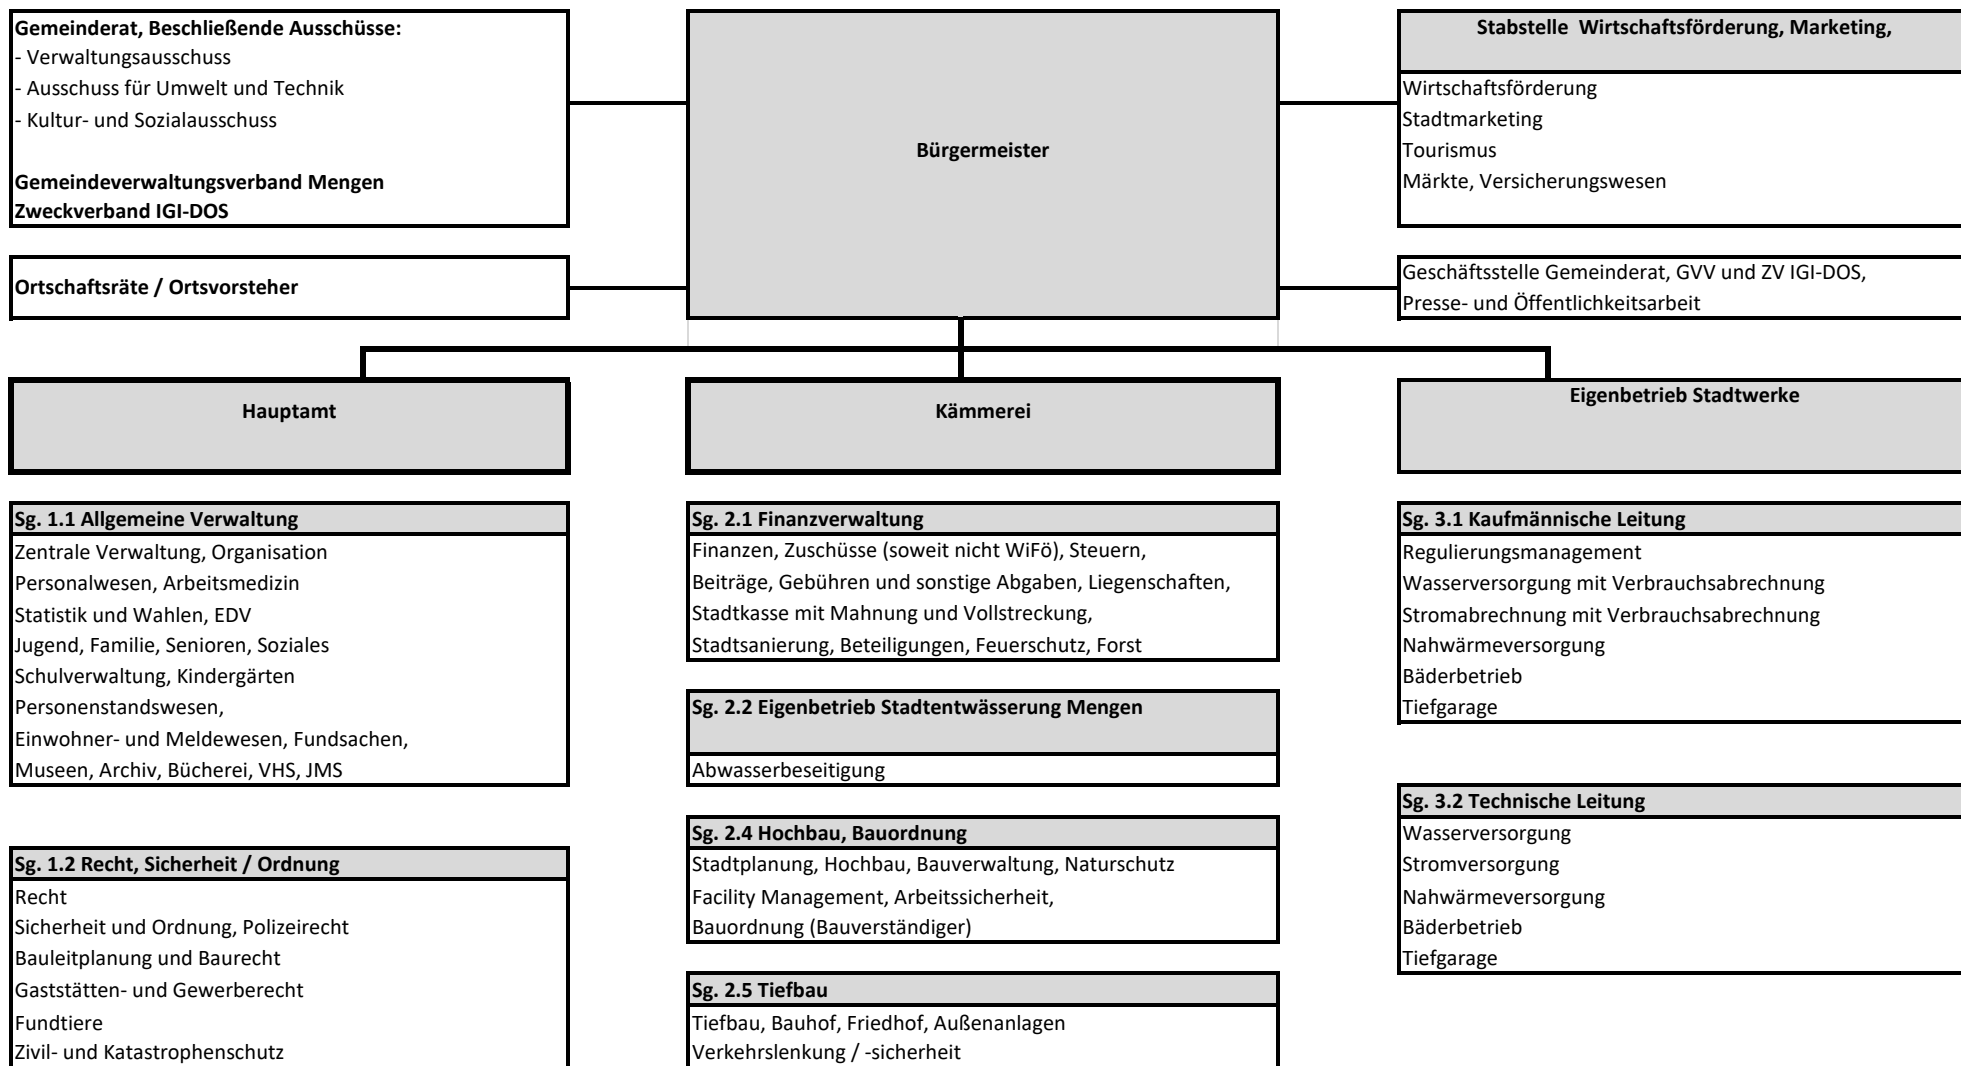 Gemeinderat, Beschließende Ausschüsse:
- Verwaltungsausschuss
- Ausschuss für Umwelt und Technik
- Kultur- und Sozialausschuss
Gemeindeverwaltungsverband Mengen
Zweckverband IGI-DOS
Bürgermeister
Stabstelle Wirtschaftsförderung, Marketing,
Wirtschaftsförderung
Stadtmarketing
Tourismus
Märkte, Versicherungswesen
Ortschaftsräte / Ortsvorsteher
Geschäftsstelle Gemeinderat, GVV und ZV IGI-DOS,
Presse- und Öffentlichkeitsarbeit
Hauptamt
Kämmerei
Eigenbetrieb Stadtwerke
Sg. 1.1 Allgemeine Verwaltung
Zentrale Verwaltung, Organisation
Personalwesen, Arbeitsmedizin
Statistik und Wahlen, EDV
Jugend, Familie, Senioren, Soziales
Schulverwaltung, Kindergärten
Personenstandswesen,
Einwohner- und Meldewesen, Fundsachen,
Museen, Archiv, Bücherei, VHS, JMS
Sg. 1.2 Recht, Sicherheit / Ordnung
Recht
Sicherheit und Ordnung, Polizeirecht
Bauleitplanung und Baurecht
Gaststätten- und Gewerberecht
Fundtiere
Zivil- und Katastrophenschutz
Sg. 2.1 Finanzverwaltung
Finanzen, Zuschüsse (soweit nicht WiFö), Steuern,
Beiträge, Gebühren und sonstige Abgaben, Liegenschaften,
Stadtkasse mit Mahnung und Vollstreckung,
Stadtsanierung, Beteiligungen, Feuerschutz, Forst
Sg. 2.2 Eigenbetrieb Stadtentwässerung Mengen
Abwasserbeseitigung
Sg. 2.4 Hochbau, Bauordnung
Stadtplanung, Hochbau, Bauverwaltung, Naturschutz
Facility Management, Arbeitssicherheit,
Bauordnung (Bauverständiger)
Sg. 2.5 Tiefbau
Tiefbau, Bauhof, Friedhof, Außenanlagen
Verkehrslenkung / -sicherheit
Sg. 3.1 Kaufmännische Leitung
Regulierungsmanagement
Wasserversorgung mit Verbrauchsabrechnung
Stromabrechnung mit Verbrauchsabrechnung
Nahwärmeversorgung
Bäderbetrieb
Tiefgarage
Sg. 3.2 Technische Leitung
Wasserversorgung
Stromversorgung
Nahwärmeversorgung
Bäderbetrieb
Tiefgarage